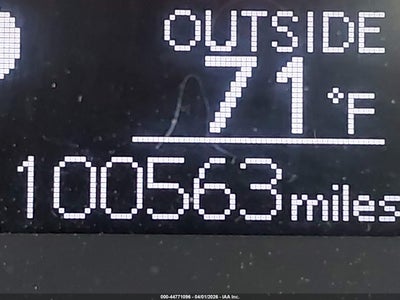 OUTSIDE
71°F
100563 miles
000-44771096 - 04/01/2026 - IAA Inc.